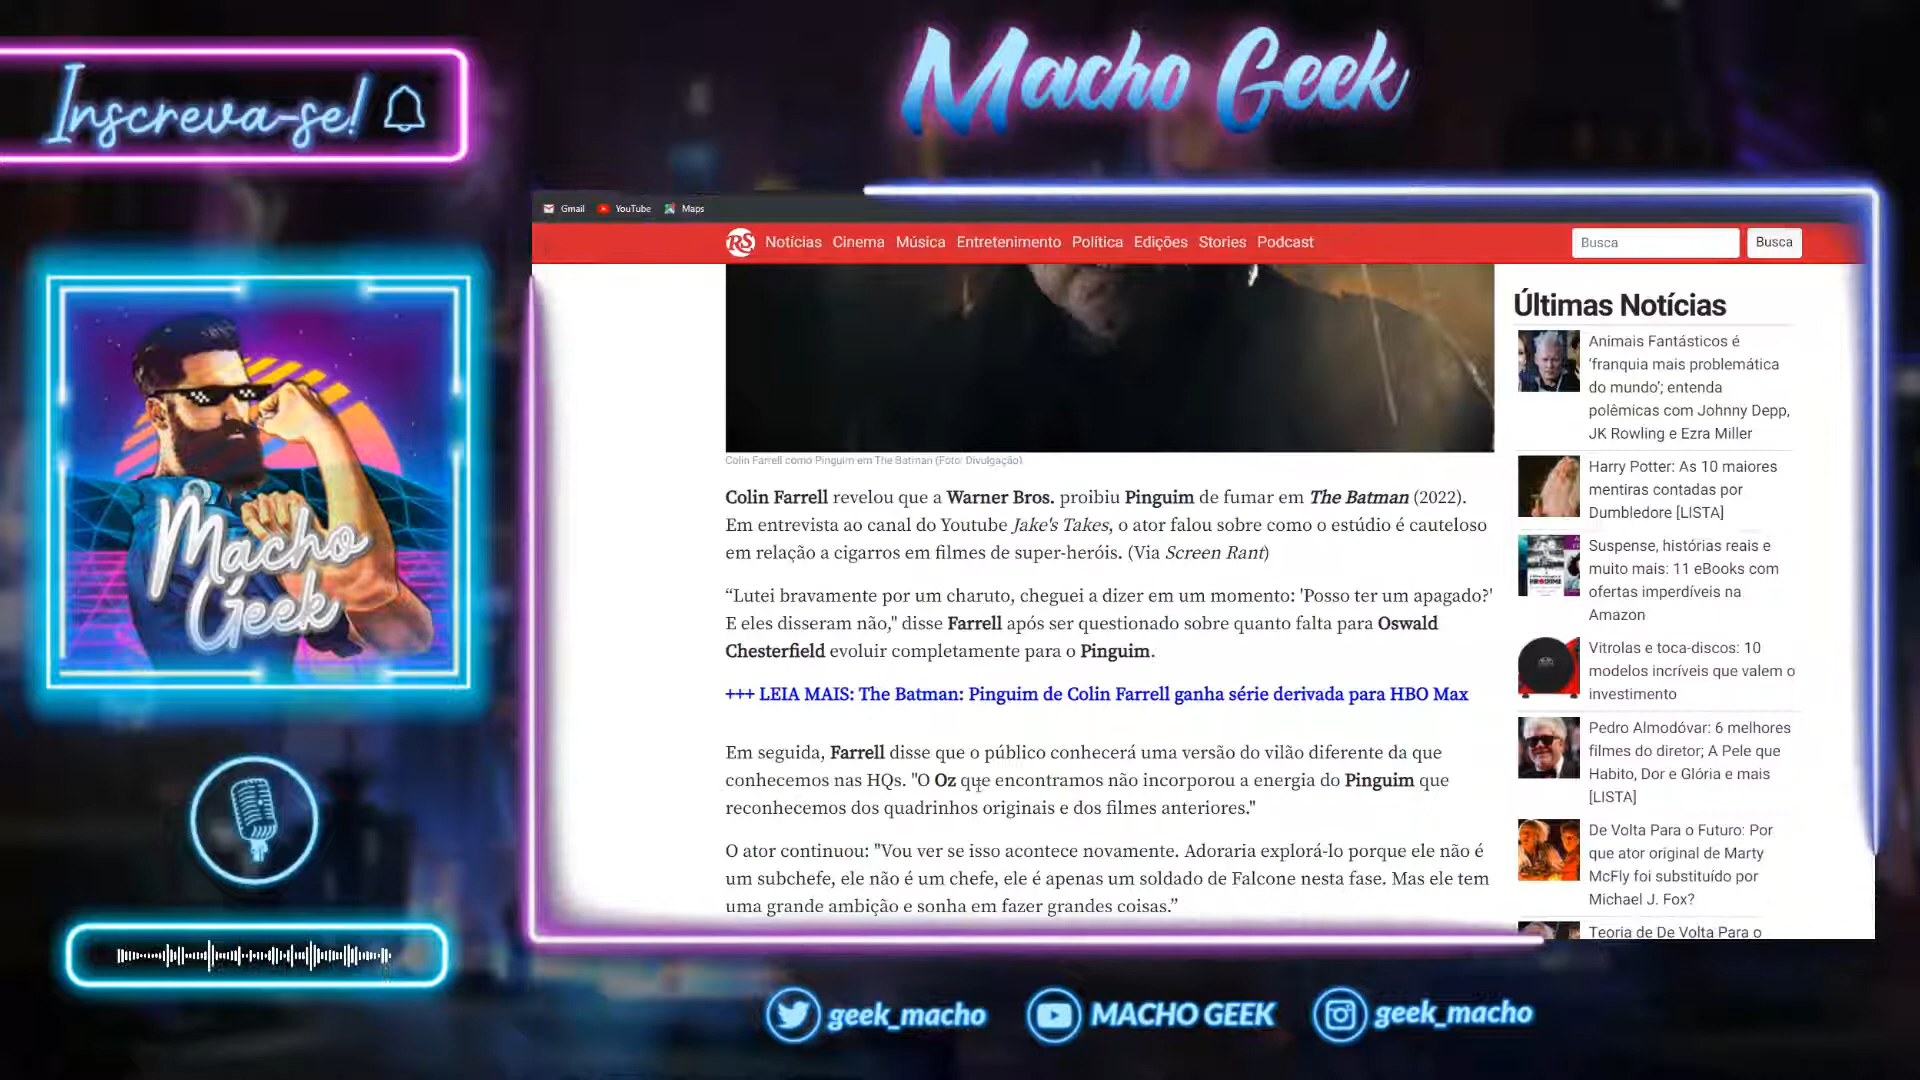 Inscreva-se!
Macho Geek
Gmail YouTube Maps
RS Notícias Cinema Música Entretenimento Política Edições Stories Podcast Busca Busca
Colin Farrell como Pinguim em The Batman (Foto: Divulgação)
Colin Farrell revelou que a Warner Bros. proibiu Pinguim de fumar em The Batman (2022).
Em entrevista ao canal do Youtube Jake's Takes, o ator falou sobre como o estúdio é cauteloso
em relação a cigarros em filmes de super-heróis. (Via Screen Rant)
“Lutei bravamente por um charuto, cheguei a dizer em um momento: 'Posso ter um apagado?'
E eles disseram não," disse Farrell após ser questionado sobre quanto falta para Oswald
Chesterfield evoluir completamente para o Pinguim.
+++ LEIA MAIS: The Batman: Pinguim de Colin Farrell ganha série derivada para HBO Max
Em seguida, Farrell disse que o público conhecerá uma versão do vilão diferente da que
conhecemos nas HQs. "O Oz que encontramos não incorporou a energia do Pinguim que
reconhecemos dos quadrinhos originais e dos filmes anteriores."
O ator continuou: "Vou ver se isso acontece novamente. Adoraria explorá-lo porque ele não é
um subchefe, ele não é um chefe, ele é apenas um soldado de Falcone nesta fase. Mas ele tem
uma grande ambição e sonha em fazer grandes coisas.”
Últimas Notícias
Animais Fantásticos é
‘franquia mais problemática
do mundo’; entenda
polêmicas com Johnny Depp,
JK Rowling e Ezra Miller
Harry Potter: As 10 maiores
mentiras contadas por
Dumbledore [LISTA]
Suspense, histórias reais e
muito mais: 11 eBooks com
ofertas imperdíveis na
Amazon
Vitrolas e toca-discos: 10
modelos incríveis que valem o
investimento
Pedro Almodóvar: 6 melhores
filmes do diretor; A Pele que
Habito, Dor e Glória e mais
[LISTA]
De Volta Para o Futuro: Por
que ator original de Marty
McFly foi substituído por
Michael J. Fox?
Teoria de De Volta Para o
Macho
Geek
geek_macho MACHO GEEK geek_macho